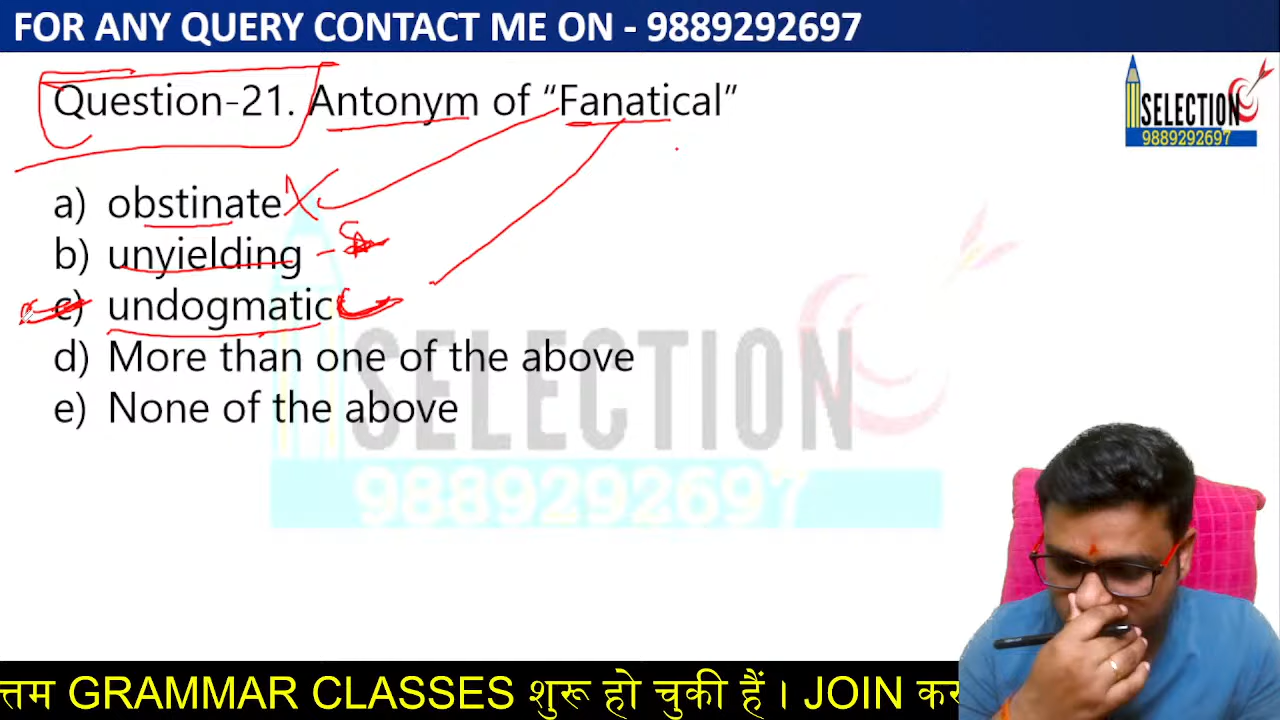 FOR ANY QUERY CONTACT ME ON - 9889292697
Question-21. Antonym of “Fanatical”
SELECTION
9889292697
a) obstinate
b) unyielding
c) undogmatic
d) More than one of the above
e) None of the above
SELECTION
9889292697
त्तम GRAMMAR CLASSES शुरू हो चुकी हैं । JOIN कर